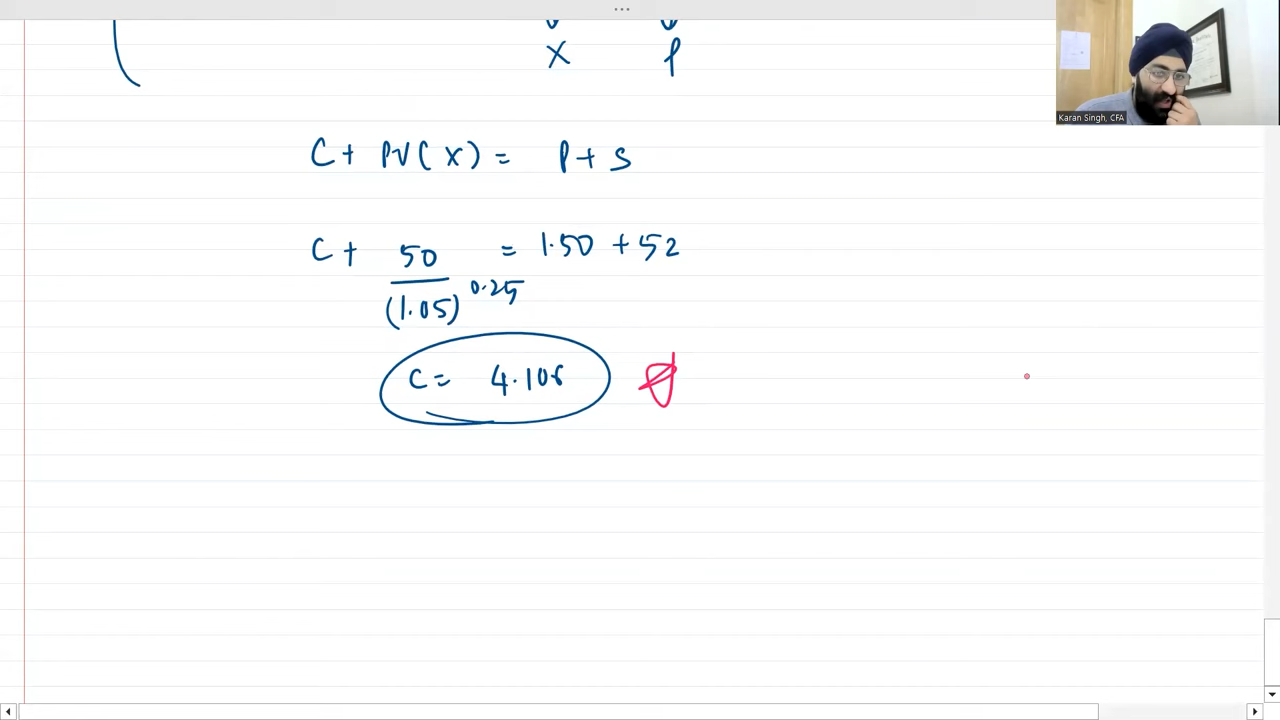 X P
Karan Singh, CFA
C + PV(X) = P + S
C + 50 / (1.05)^0.25 = 1.50 + 52
C = 4.106